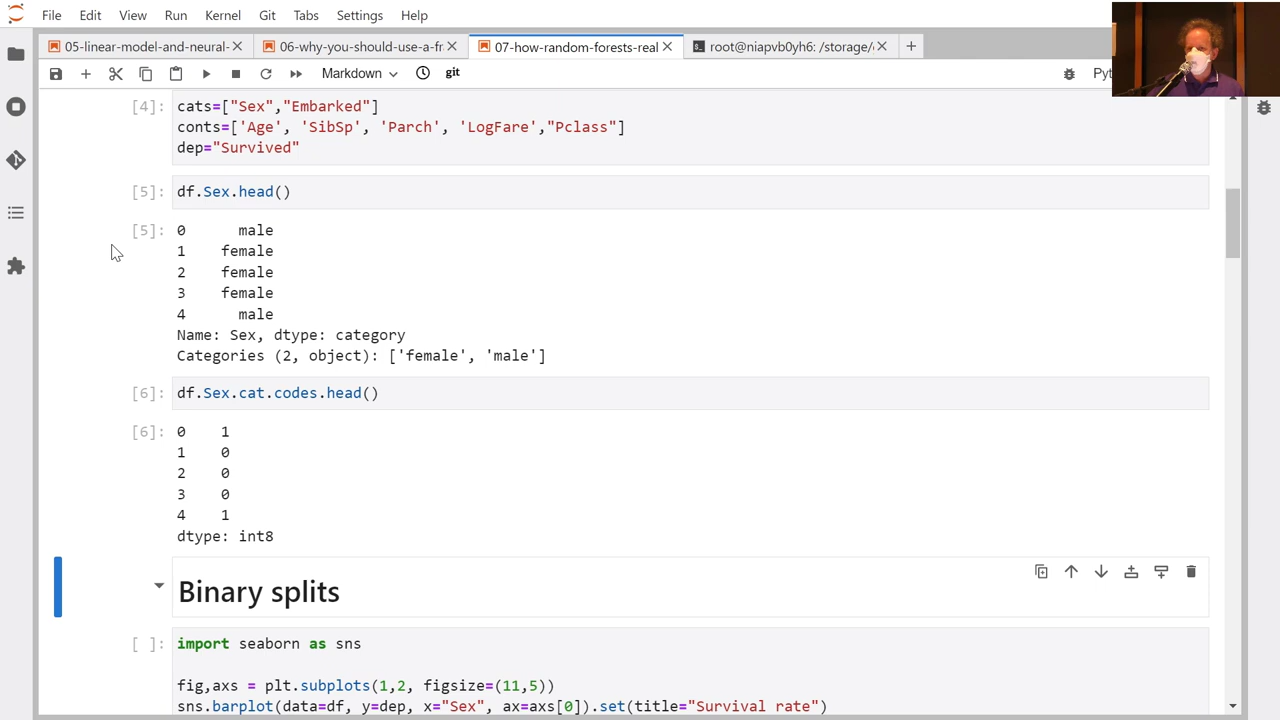 File Edit View Run Kernel Git Tabs Settings Help
05-linear-model-and-neural- 06-why-you-should-use-a-fr 07-how-random-forests-real root@niapvb0yh6: /storage/
Markdown git
[4]: cats=["Sex","Embarked"]
conts=['Age', 'SibSp', 'Parch', 'LogFare',"Pclass"]
dep="Survived"
[5]: df.Sex.head()
[5]: 0 male
1 female
2 female
3 female
4 male
Name: Sex, dtype: category
Categories (2, object): ['female', 'male']
[6]: df.Sex.cat.codes.head()
[6]: 0 1
1 0
2 0
3 0
4 1
dtype: int8
Binary splits
[ ]: import seaborn as sns
fig,axs = plt.subplots(1,2, figsize=(11,5))
sns.barplot(data=df, y=dep, x="Sex", ax=axs[0]).set(title="Survival rate")